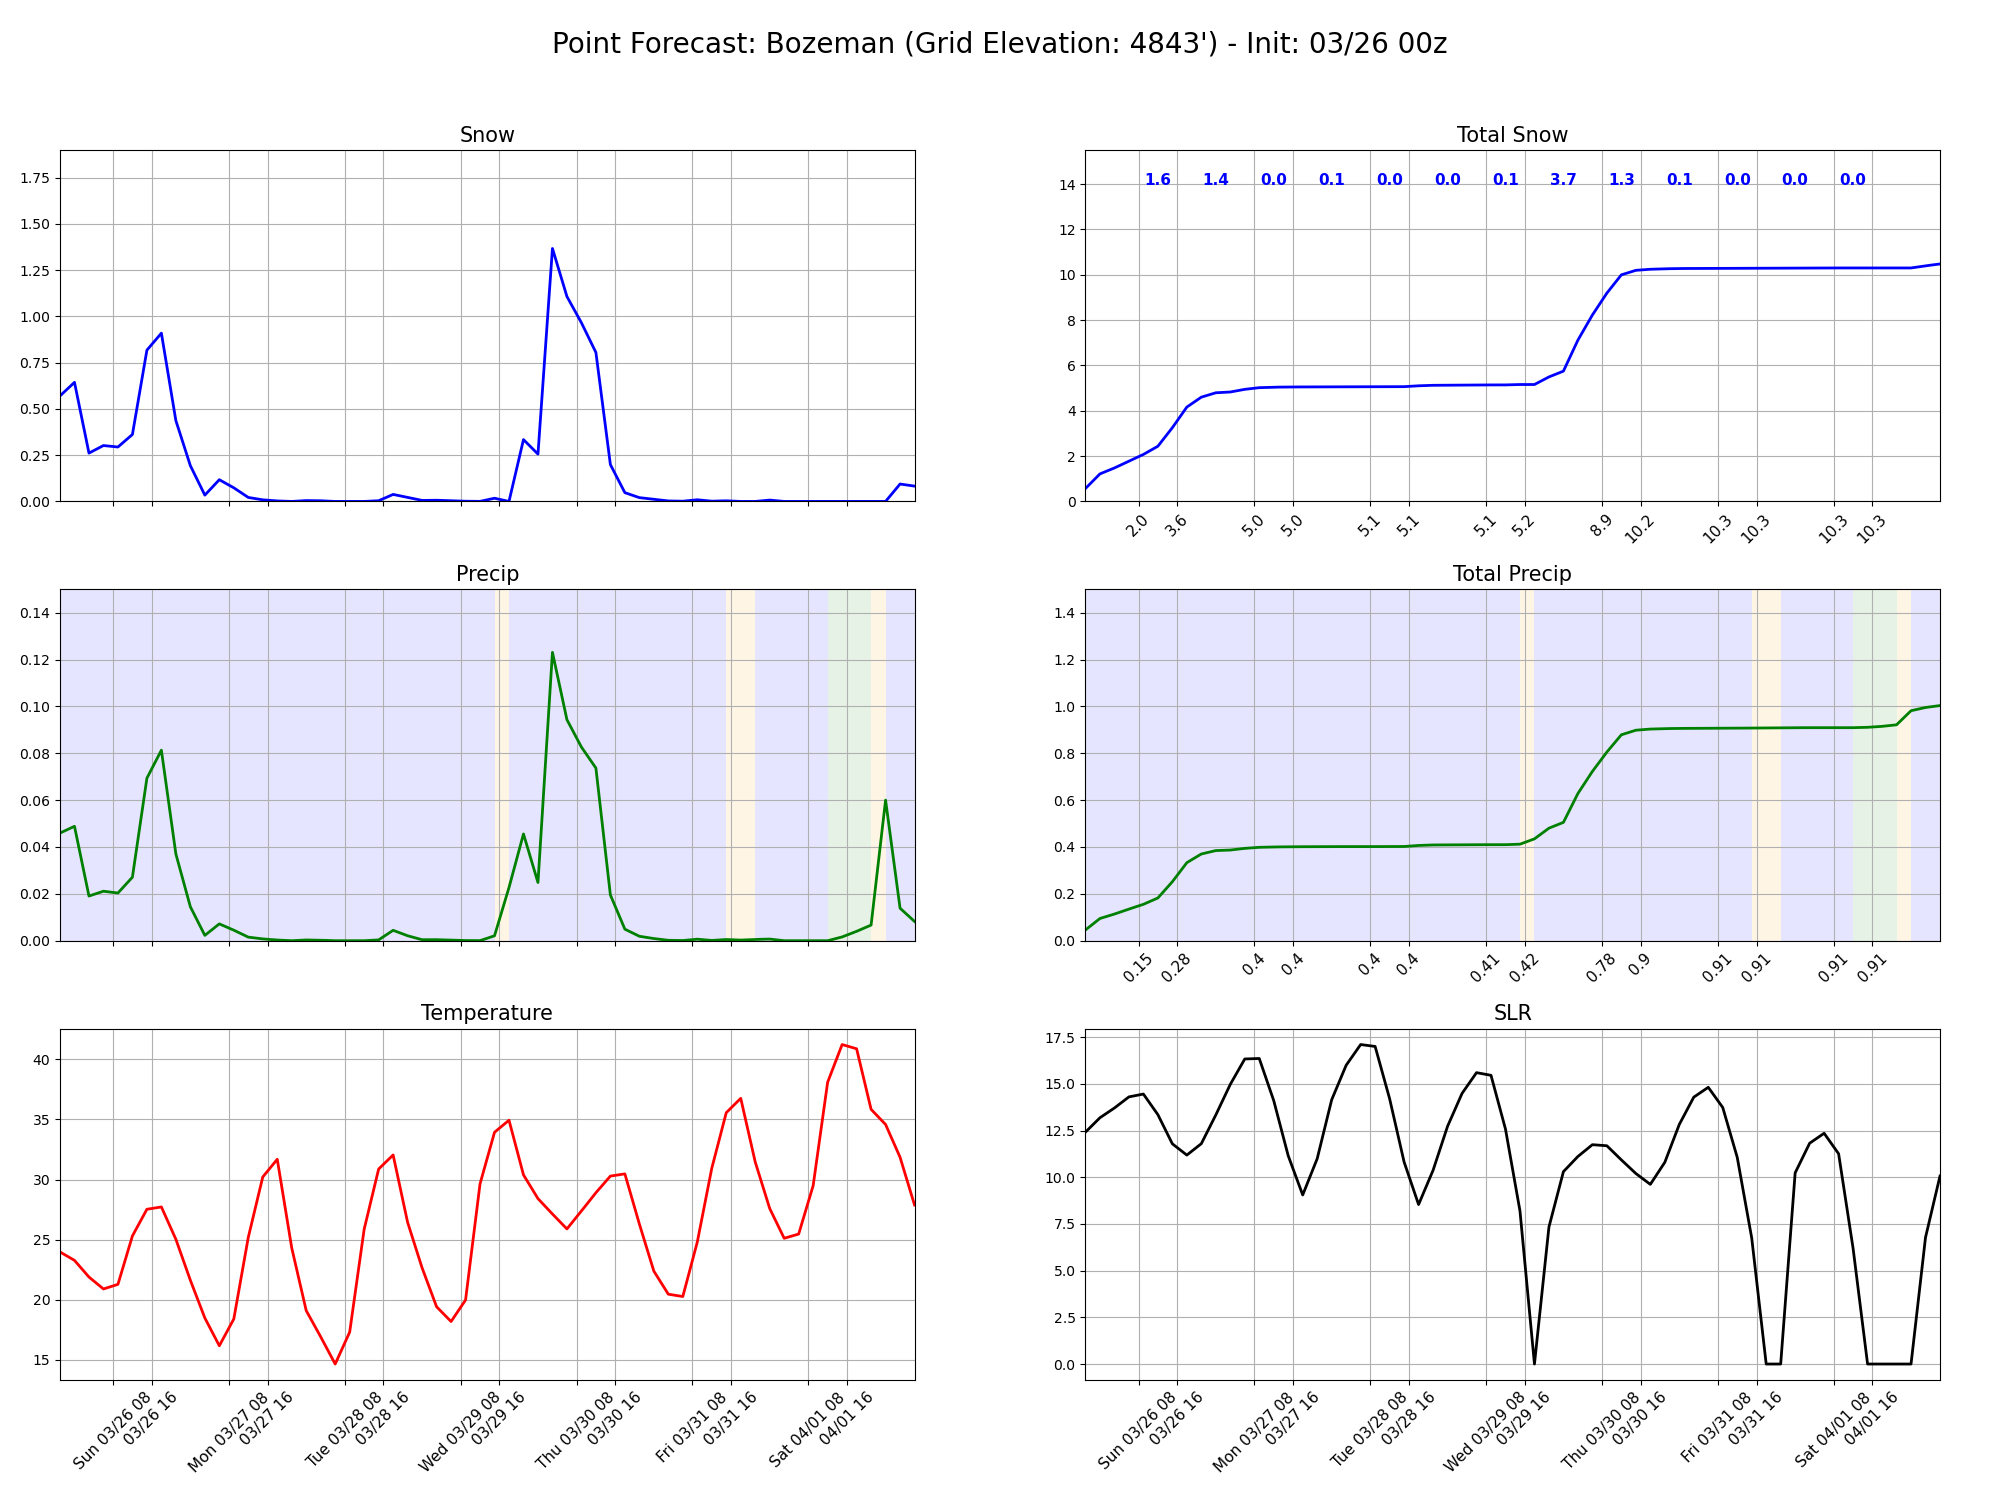 Point Forecast: Bozeman (Grid Elevation: 4843') - Init: 03/26 00z
Snow
1.75
1.50
1.25
1.00
0.75
0.50
0.25
0.00
Total Snow
1.6 1.4 0.0 0.1 0.0 0.0 0.1 3.7 1.3 0.1 0.0 0.0 0.0
14
12
10
8
6
4
2
0
2.0 3.6 5.0 5.0 5.1 5.1 5.1 5.2 8.9 10.2 10.3 10.3 10.3 10.3
Precip
0.14
0.12
0.10
0.08
0.06
0.04
0.02
0.00
Total Precip
1.4
1.2
1.0
0.8
0.6
0.4
0.2
0.0
0.15 0.28 0.4 0.4 0.4 0.4 0.41 0.42 0.78 0.9 0.91 0.91 0.91 0.91
Temperature
40
35
30
25
20
15
Sun 03/26 08
03/26 16
Mon 03/27 08
03/27 16
Tue 03/28 08
03/28 16
Wed 03/29 08
03/29 16
Thu 03/30 08
03/30 16
Fri 03/31 08
03/31 16
Sat 04/01 08
04/01 16
SLR
17.5
15.0
12.5
10.0
7.5
5.0
2.5
0.0
Sun 03/26 08
03/26 16
Mon 03/27 08
03/27 16
Tue 03/28 08
03/28 16
Wed 03/29 08
03/29 16
Thu 03/30 08
03/30 16
Fri 03/31 08
03/31 16
Sat 04/01 08
04/01 16